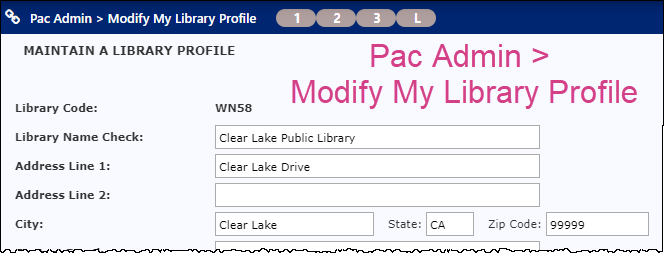 Pac Admin > Modify My Library Profile 1 2 3 L
MAINTAIN A LIBRARY PROFILE
Pac Admin >
Modify My Library Profile
Library Code: WN58
Library Name Check: Clear Lake Public Library
Address Line 1: Clear Lake Drive
Address Line 2:
City: Clear Lake State: CA Zip Code: 99999